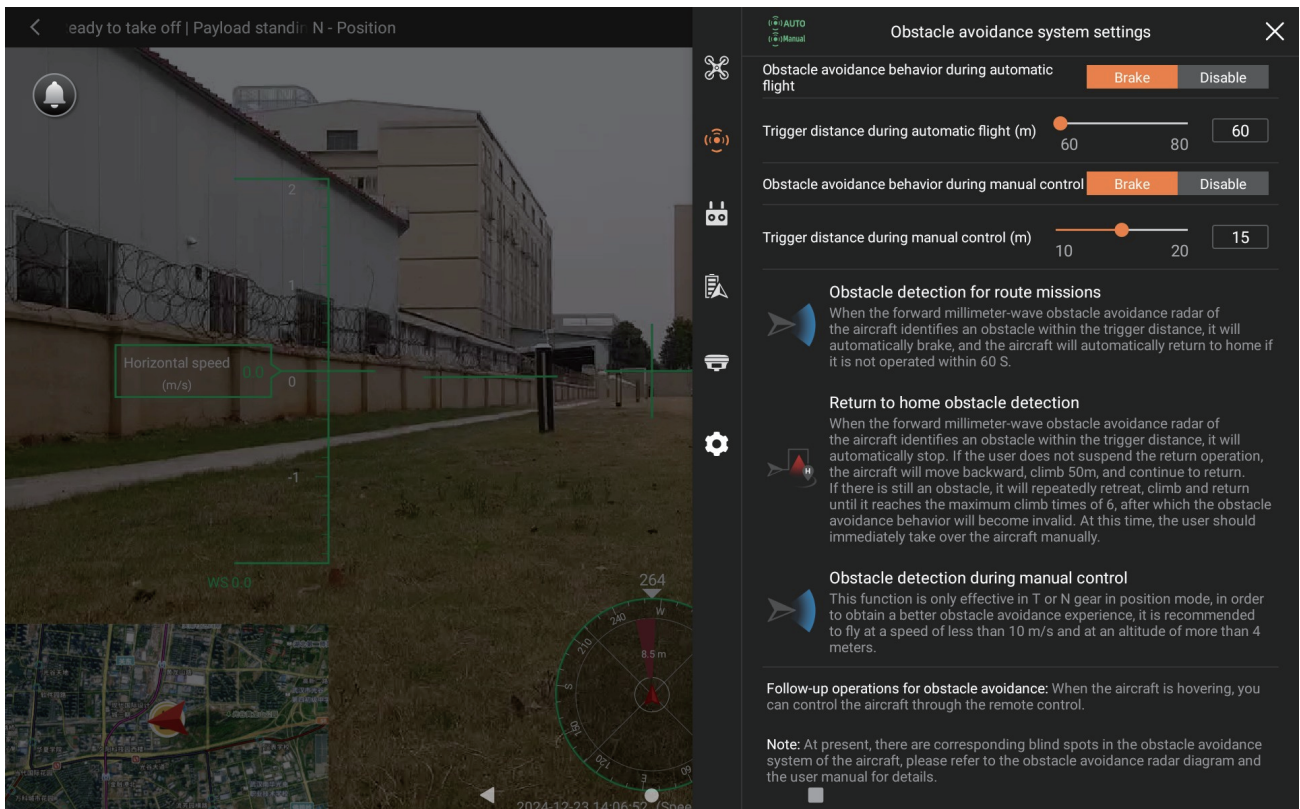 eady to take off | Payload standin N - Position
2
1
Horizontal speed
(m/s)
0.0
0
-1
WS 0.0
264
W
240
210
8.5 m
S
2024-12-23 14:06:52
AUTO
Manual
Obstacle avoidance system settings
Obstacle avoidance behavior during automatic
flight
Brake
Disable
Trigger distance during automatic flight (m)
60
80
60
Obstacle avoidance behavior during manual control
Brake
Disable
Trigger distance during manual control (m)
10
20
15
Obstacle detection for route missions
When the forward millimeter-wave obstacle avoidance radar of
the aircraft identifies an obstacle within the trigger distance, it will
automatically brake, and the aircraft will automatically return to home if
it is not operated within 60 S.
Return to home obstacle detection
When the forward millimeter-wave obstacle avoidance radar of
the aircraft identifies an obstacle within the trigger distance, it will
automatically stop. If the user does not suspend the return operation,
the aircraft will move backward, climb 50m, and continue to return.
If there is still an obstacle, it will repeatedly retreat, climb and return
until it reaches the maximum climb times of 6, after which the obstacle
avoidance behavior will become invalid. At this time, the user should
immediately take over the aircraft manually.
H
Obstacle detection during manual control
This function is only effective in T or N gear in position mode, in order
to obtain a better obstacle avoidance experience, it is recommended
to fly at a speed of less than 10 m/s and at an altitude of more than 4
meters.
Follow-up operations for obstacle avoidance: When the aircraft is hovering, you
can control the aircraft through the remote control.
Note: At present, there are corresponding blind spots in the obstacle avoidance
system of the aircraft, please refer to the obstacle avoidance radar diagram and
the user manual for details.